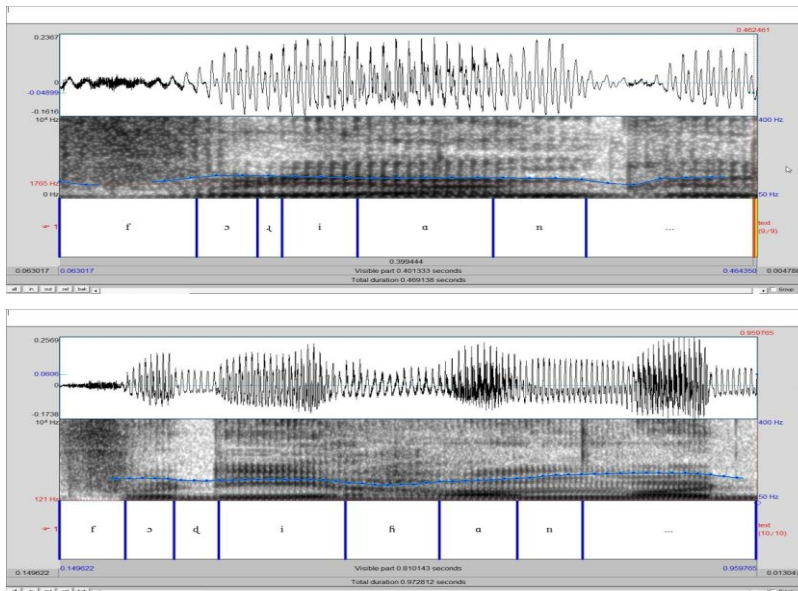 0.462461
0.2367
0
-0.04899
-0.1616
10⁴ Hz
400 Hz
1765 Hz
0 Hz
50 Hz
1
f ɔ ɻ i ɑ n ...
text
(9/9)
0.399444
0.063017 0.063017 Visible part 0.401333 seconds 0.464350 0.004788
Total duration 0.469138 seconds
all in out sel bak Group
0.959765
0.2569
0.0606
0
-0.1738
10⁴ Hz
400 Hz
121 Hz
50 Hz
1
f ɔ ɖ i ɦ ɑ n ...
text
(10/10)
0.149622 0.149622 Visible part 0.810143 seconds 0.959765 0.013047
Total duration 0.972812 seconds